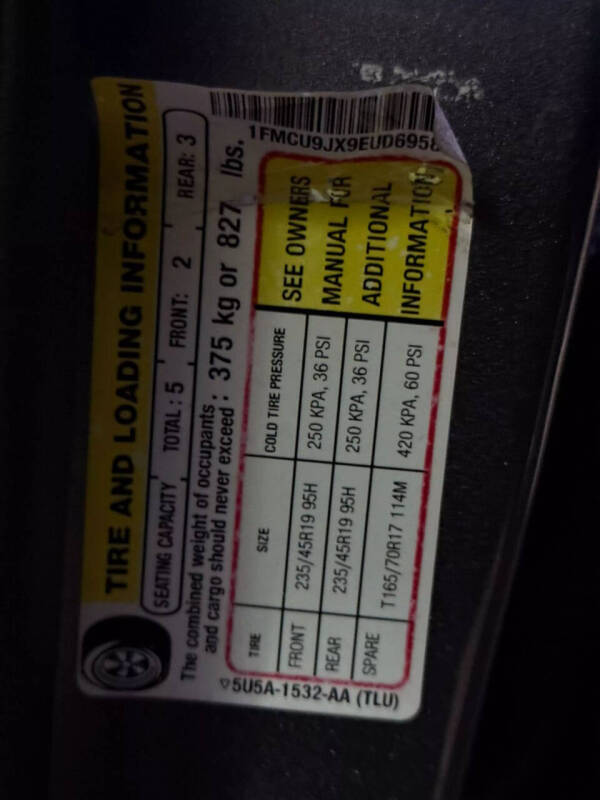 TIRE AND LOADING INFORMATION
SEATING CAPACITY TOTAL : 5 FRONT: 2 REAR: 3
The combined weight of occupants and cargo should never exceed : 375 kg or 827 lbs.
1FMCU9JX9EUD6958
TIRE SIZE COLD TIRE PRESSURE
FRONT 235/45R19 95H 250 KPA, 36 PSI
REAR 235/45R19 95H 250 KPA, 36 PSI
SPARE T165/70R17 114M 420 KPA, 60 PSI
SEE OWNERS
MANUAL FOR
ADDITIONAL
INFORMATION
5U5A-1532-AA (TLU)